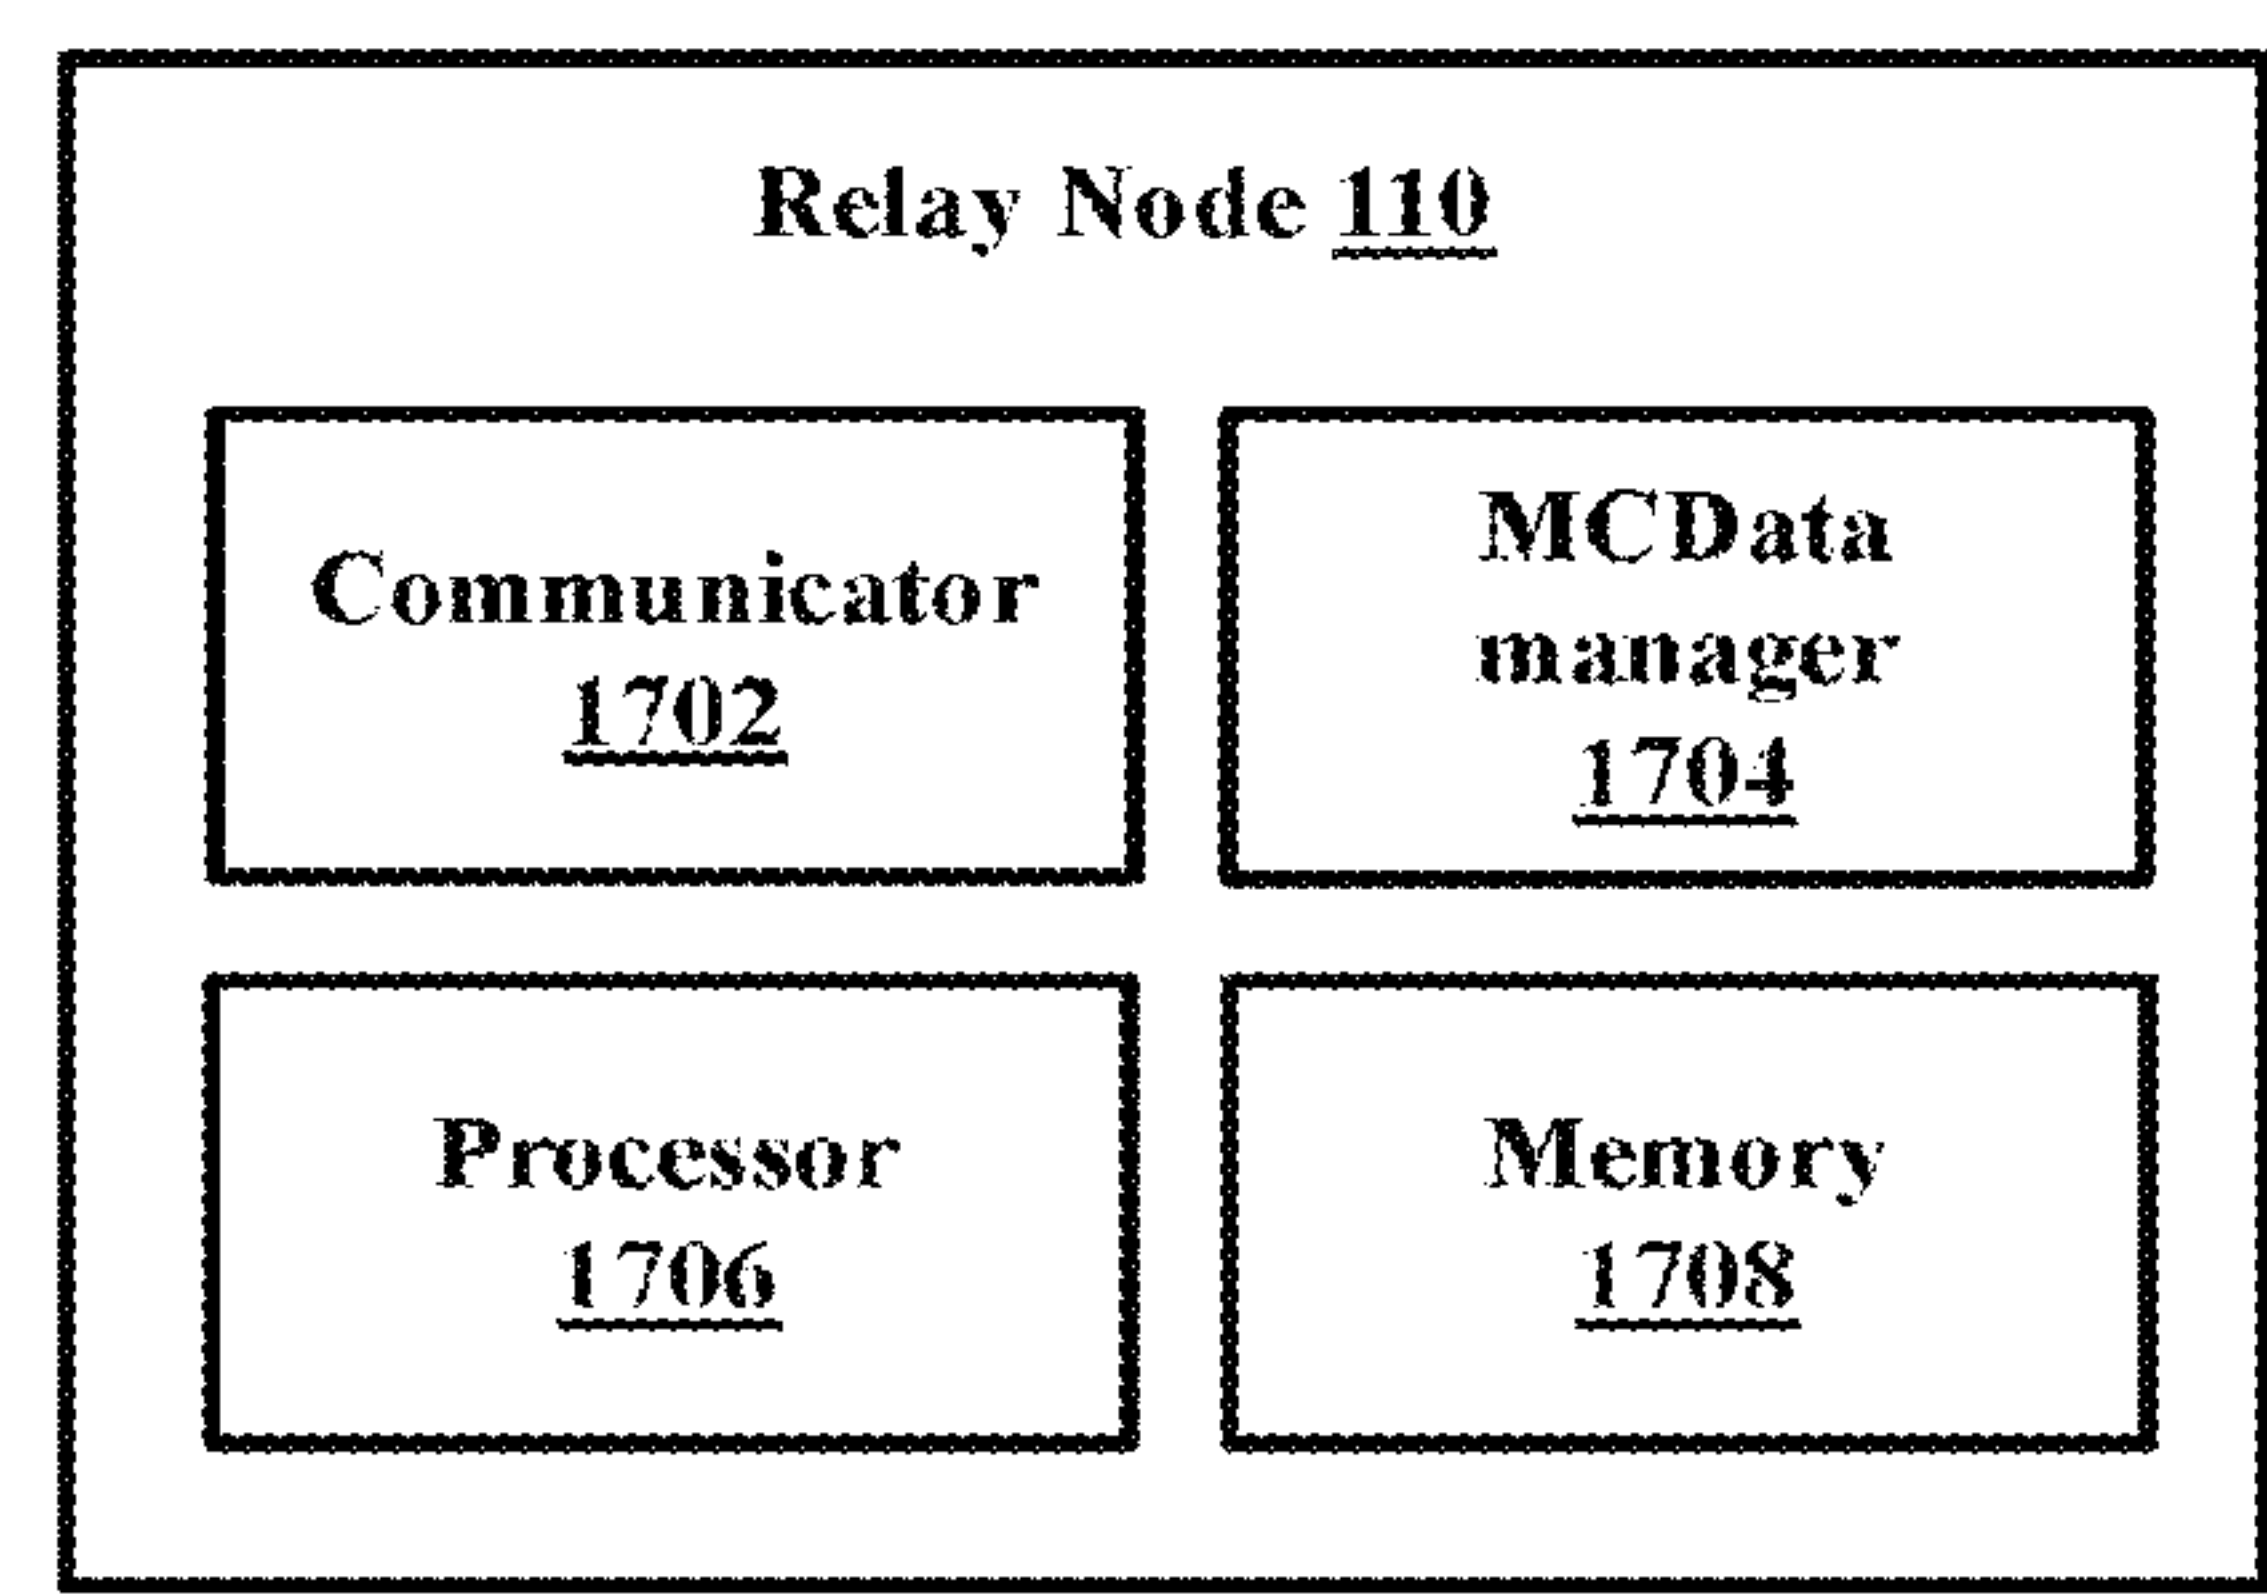 Relay Node 110
Communicator
1702
MCData
manager
1704
Processor
1706
Memory
1708